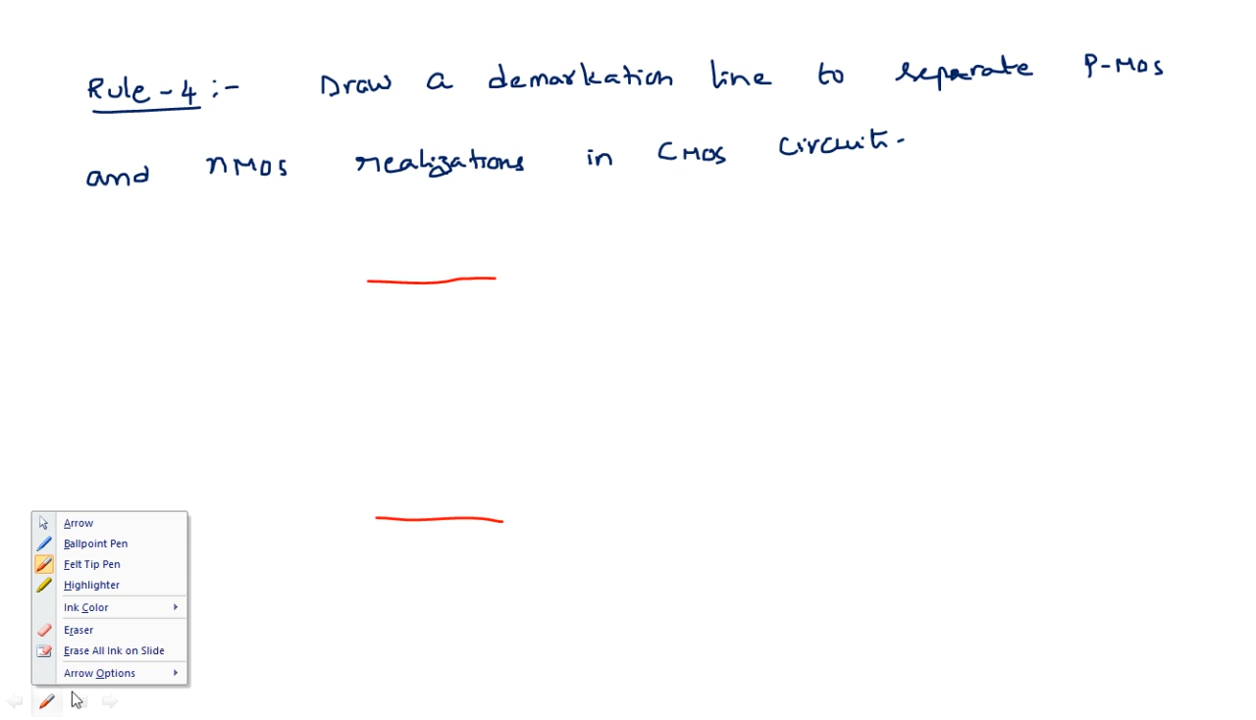 Rule-4 :- Draw a demarkation line to separate P-MOS
and nMOS realizations in CMOS circuit.
Arrow
Ballpoint Pen
Felt Tip Pen
Highlighter
Ink Color
Eraser
Erase All Ink on Slide
Arrow Options